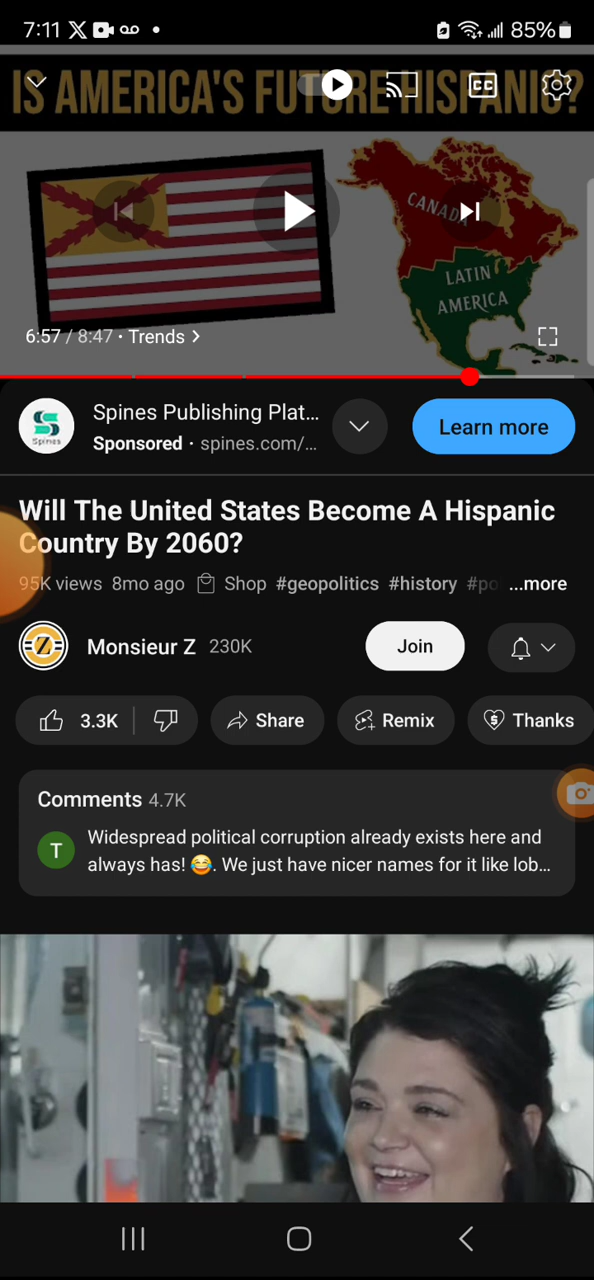 7:11 85%
IS AMERICA'S FUTURE HISPANIC?
CC
CANADA
LATIN
AMERICA
6:57 / 8:47 • Trends
Spines
Spines Publishing Plat...
Sponsored · spines.com/...
Learn more
Will The United States Become A Hispanic
Country By 2060?
95K views 8mo ago Shop #geopolitics #history #po ...more
Z
Monsieur Z 230K
Join
3.3K
Share
Remix
Thanks
Comments 4.7K
T
Widespread political corruption already exists here and
always has! 😂. We just have nicer names for it like lob...